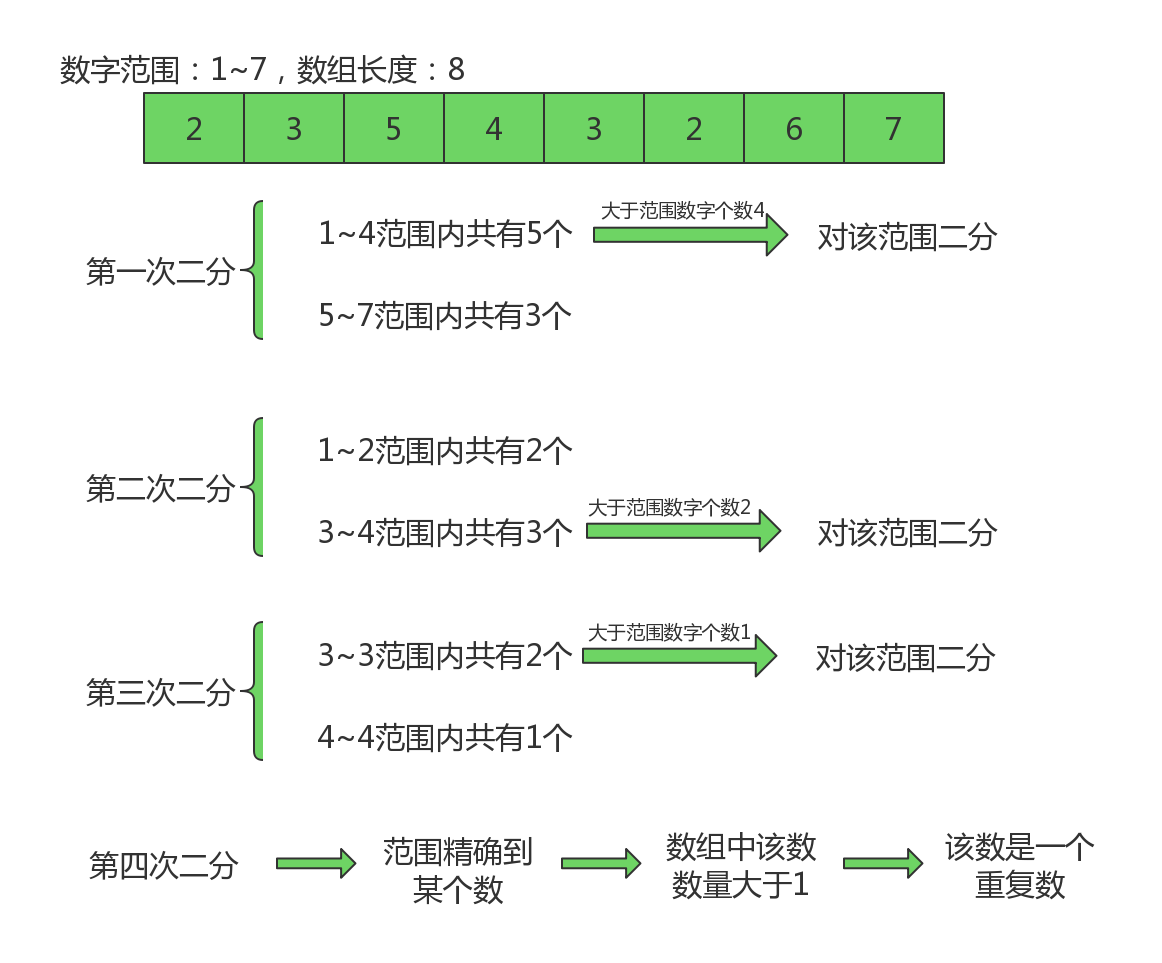 数字范围：1~7，数组长度：8
2 3 5 4 3 2 6 7
第一次二分
1~4范围内共有5个
大于范围数字个数4
对该范围二分
5~7范围内共有3个
第二次二分
1~2范围内共有2个
3~4范围内共有3个
大于范围数字个数2
对该范围二分
第三次二分
3~3范围内共有2个
大于范围数字个数1
对该范围二分
4~4范围内共有1个
第四次二分
范围精确到
某个数
数组中该数
数量大于1
该数是一个
重复数